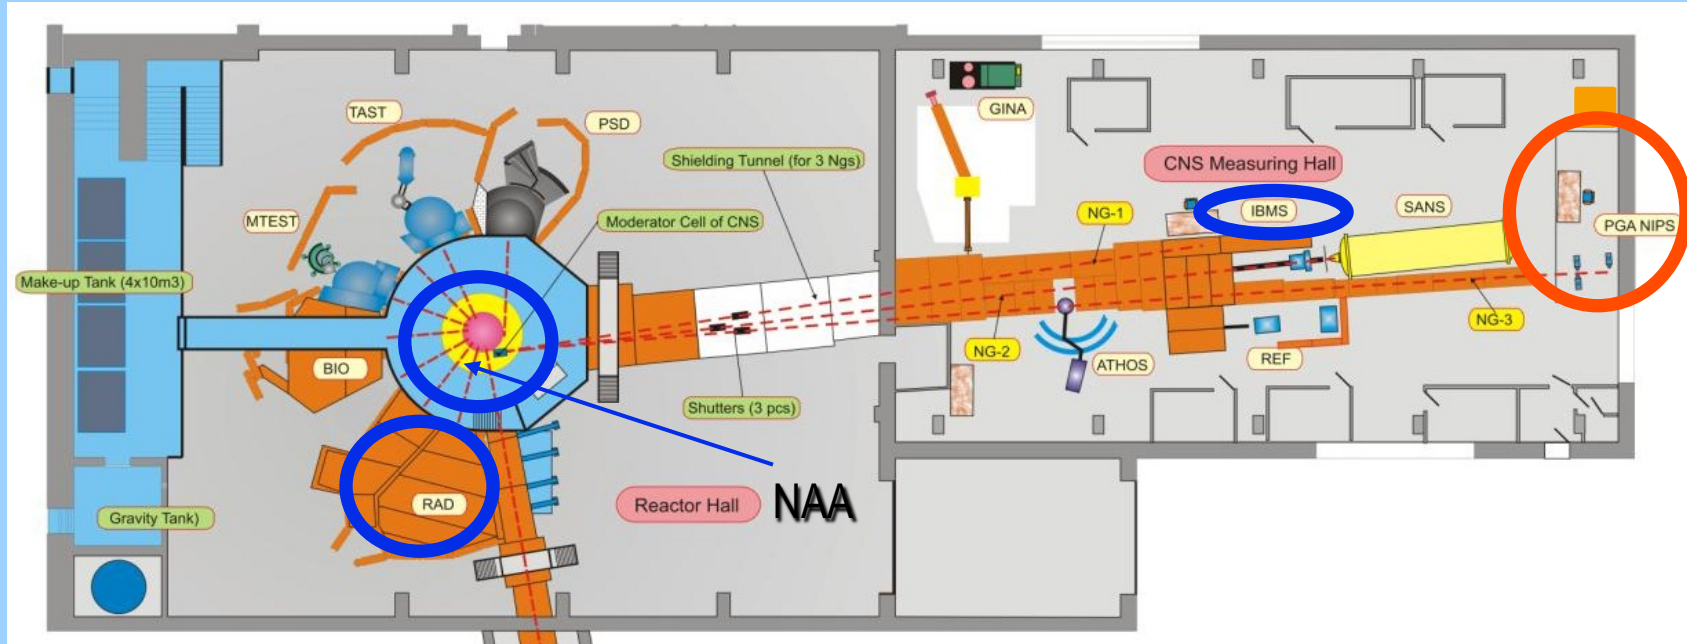 TAST
PSD
GINA
Shielding Tunnel (for 3 Ngs)
CNS Measuring Hall
MTEST
Moderator Cell of CNS
NG-1
IBMS
SANS
PGA NIPS
Make-up Tank (4x10m3)
NG-3
NG-2
BIO
ATHOS
REF
Shutters (3 pcs)
RAD
Reactor Hall
NAA
Gravity Tank)